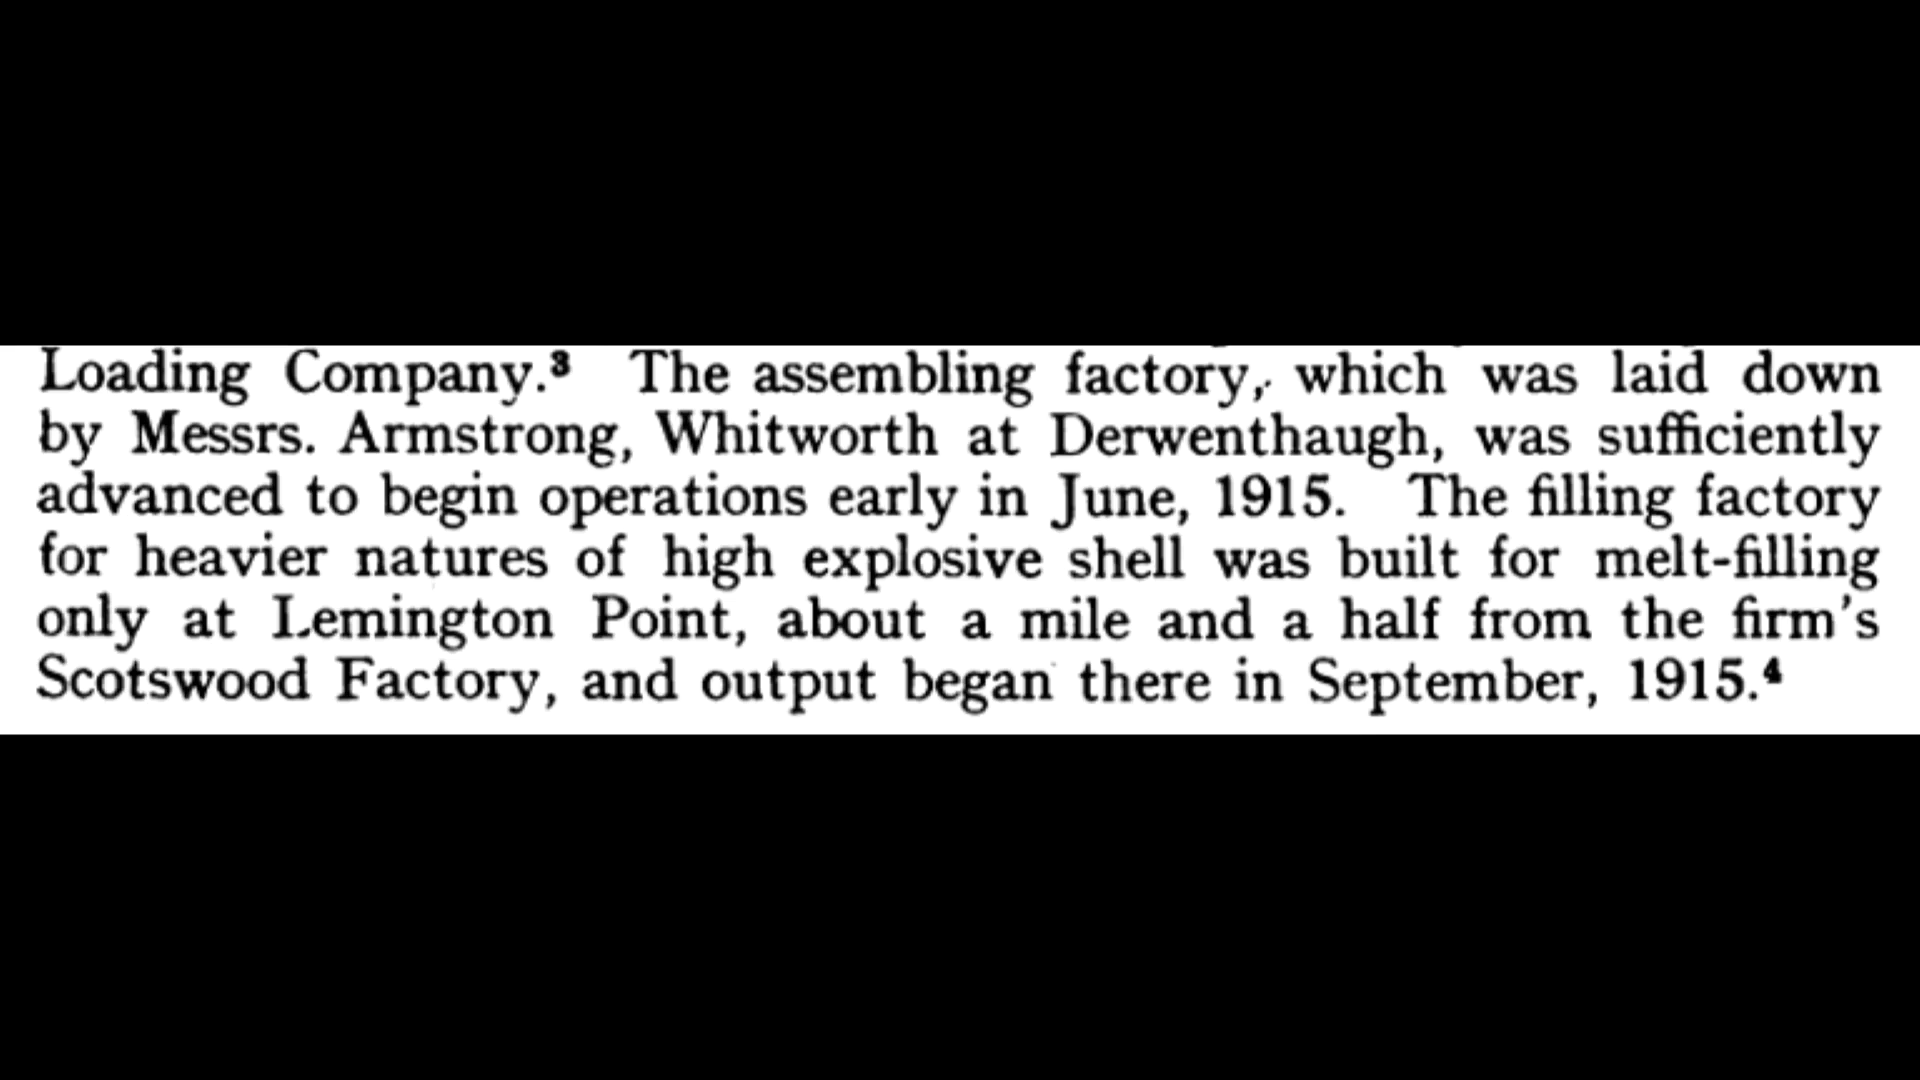 Loading Company.³ The assembling factory, which was laid down
by Messrs. Armstrong, Whitworth at Derwenthaugh, was sufficiently
advanced to begin operations early in June, 1915. The filling factory
for heavier natures of high explosive shell was built for melt-filling
only at Lemington Point, about a mile and a half from the firm's
Scotswood Factory, and output began there in September, 1915.⁴